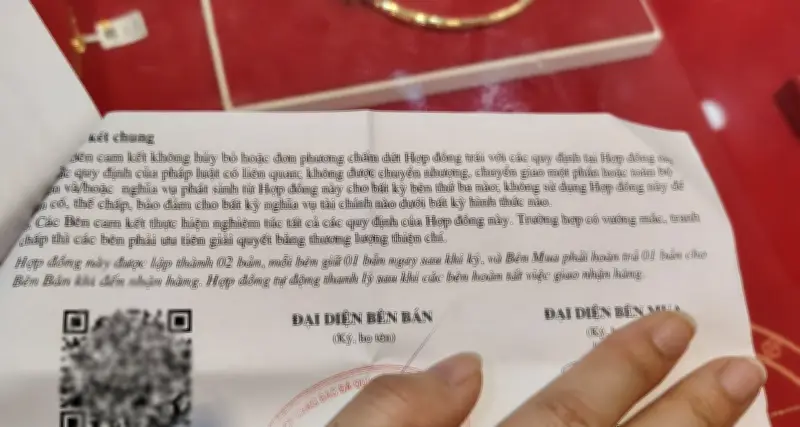 kết chung
Bên cam kết không hủy bỏ hoặc đơn phương chấm dứt Hợp đồng trái với các quy định tại Hợp đồng
quy định của pháp luật có liên quan; không được chuyển nhượng, chuyển giao một phần hoặc toàn bộ
và/hoặc nghĩa vụ phát sinh từ Hợp đồng này cho bất kỳ bên thứ ba nào; không sử dụng Hợp đồng này để
cố, thế chấp, bảo đảm cho bất kỳ nghĩa vụ tài chính nào dưới bất kỳ hình thức nào.
Các Bên cam kết thực hiện nghiêm túc tất cả các quy định của Hợp đồng này. Trường hợp có vướng mắc, tranh
chấp thì các bên phải ưu tiên giải quyết bằng thương lượng thiện chí.
Hợp đồng này được lập thành 02 bản, mỗi bên giữ 01 bản ngay sau khi ký, và Bên Mua phải hoàn trả 01 bản cho
Bên Bán khi đến nhận hàng. Hợp đồng tự động thanh lý sau khi các bên hoàn tất việc giao nhận hàng.
ĐẠI DIỆN BÊN BÁN
ĐẠI DIỆN BÊN MUA
(Ký, họ tên)
(Ký,